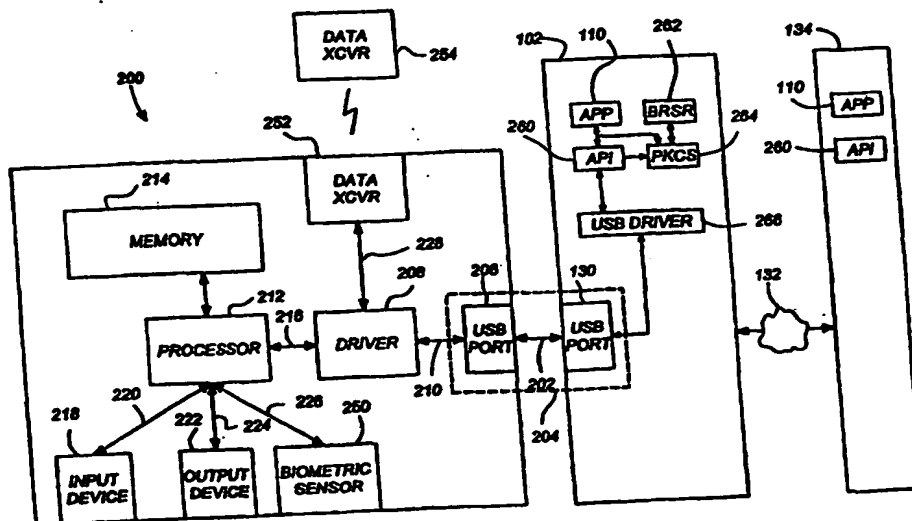 DATA
XCVR
254
200
252
102
110
262
134
APP
BRSR
260
API
PKCS
264
110
APP
260
API
214
MEMORY
DATA
XCVR
228
USB DRIVER
266
212
216
208
206
130
132
PROCESSOR
DRIVER
USB
PORT
USB
PORT
210
202
204
220
226
218
222
224
250
INPUT
DEVICE
OUTPUT
DEVICE
BIOMETRIC
SENSOR